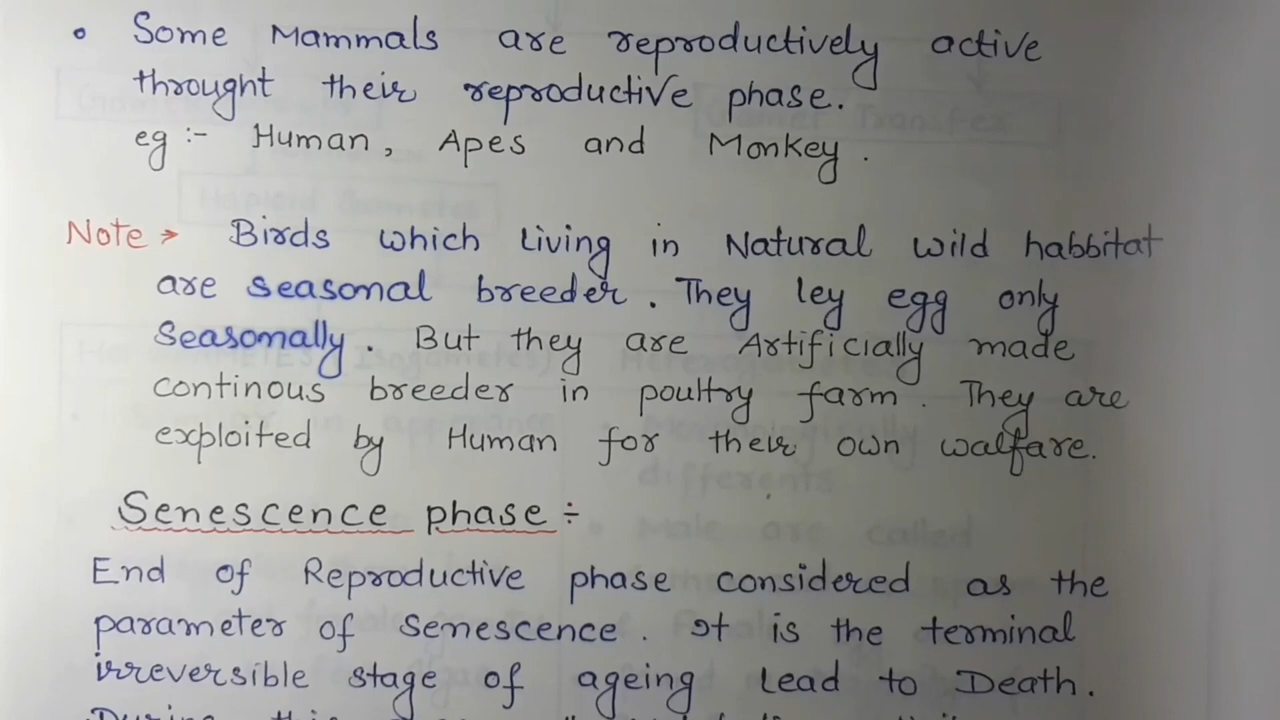 • Some Mammals are reproductively active
throught their reproductive phase.
eg :- Human, Apes and Monkey.
Note → Birds which living in Natural wild habbitat
are seasonal breeder. They ley egg only
seasonally. But they are Artificially made
continous breeder in poultry farm. They are
exploited by Human for their own walfare.
Senescence phase ÷
End of Reproductive phase considered as the
parameter of senescence. It is the terminal
irreversible stage of ageing lead to Death.
During this